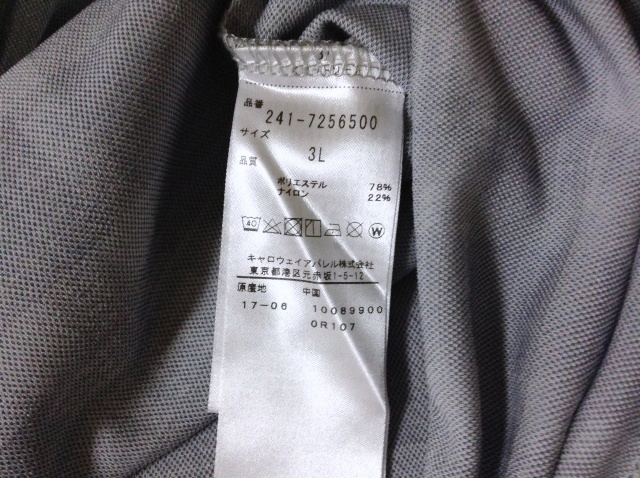 品番
241-7256500
サイズ
3L
品質
ポリエステル 78%
ナイロン 22%
40 W
キャロウェイアパレル株式会社
東京都港区元赤坂1-5-12
原産地 中国
17-06 10089900
0R107